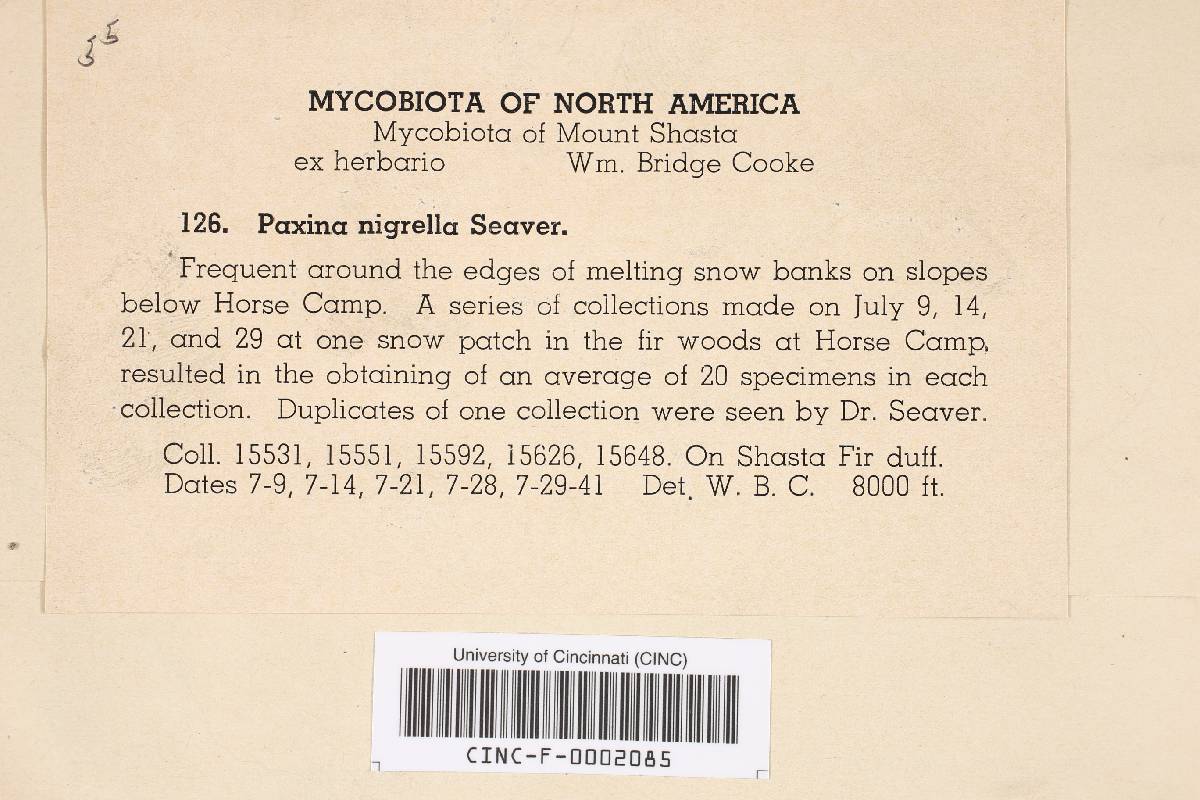 55
MYCOBIOTA OF NORTH AMERICA
Mycobiota of Mount Shasta
ex herbario Wm. Bridge Cooke
126. Paxina nigrella Seaver.
Frequent around the edges of melting snow banks on slopes
below Horse Camp. A series of collections made on July 9, 14,
21, and 29 at one snow patch in the fir woods at Horse Camp,
resulted in the obtaining of an average of 20 specimens in each
collection. Duplicates of one collection were seen by Dr. Seaver.
Coll. 15531, 15551, 15592, 15626, 15648. On Shasta Fir duff.
Dates 7-9, 7-14, 7-21, 7-28, 7-29-41 Det. W. B. C. 8000 ft.
University of Cincinnati (CINC)
CINC-F-0002085